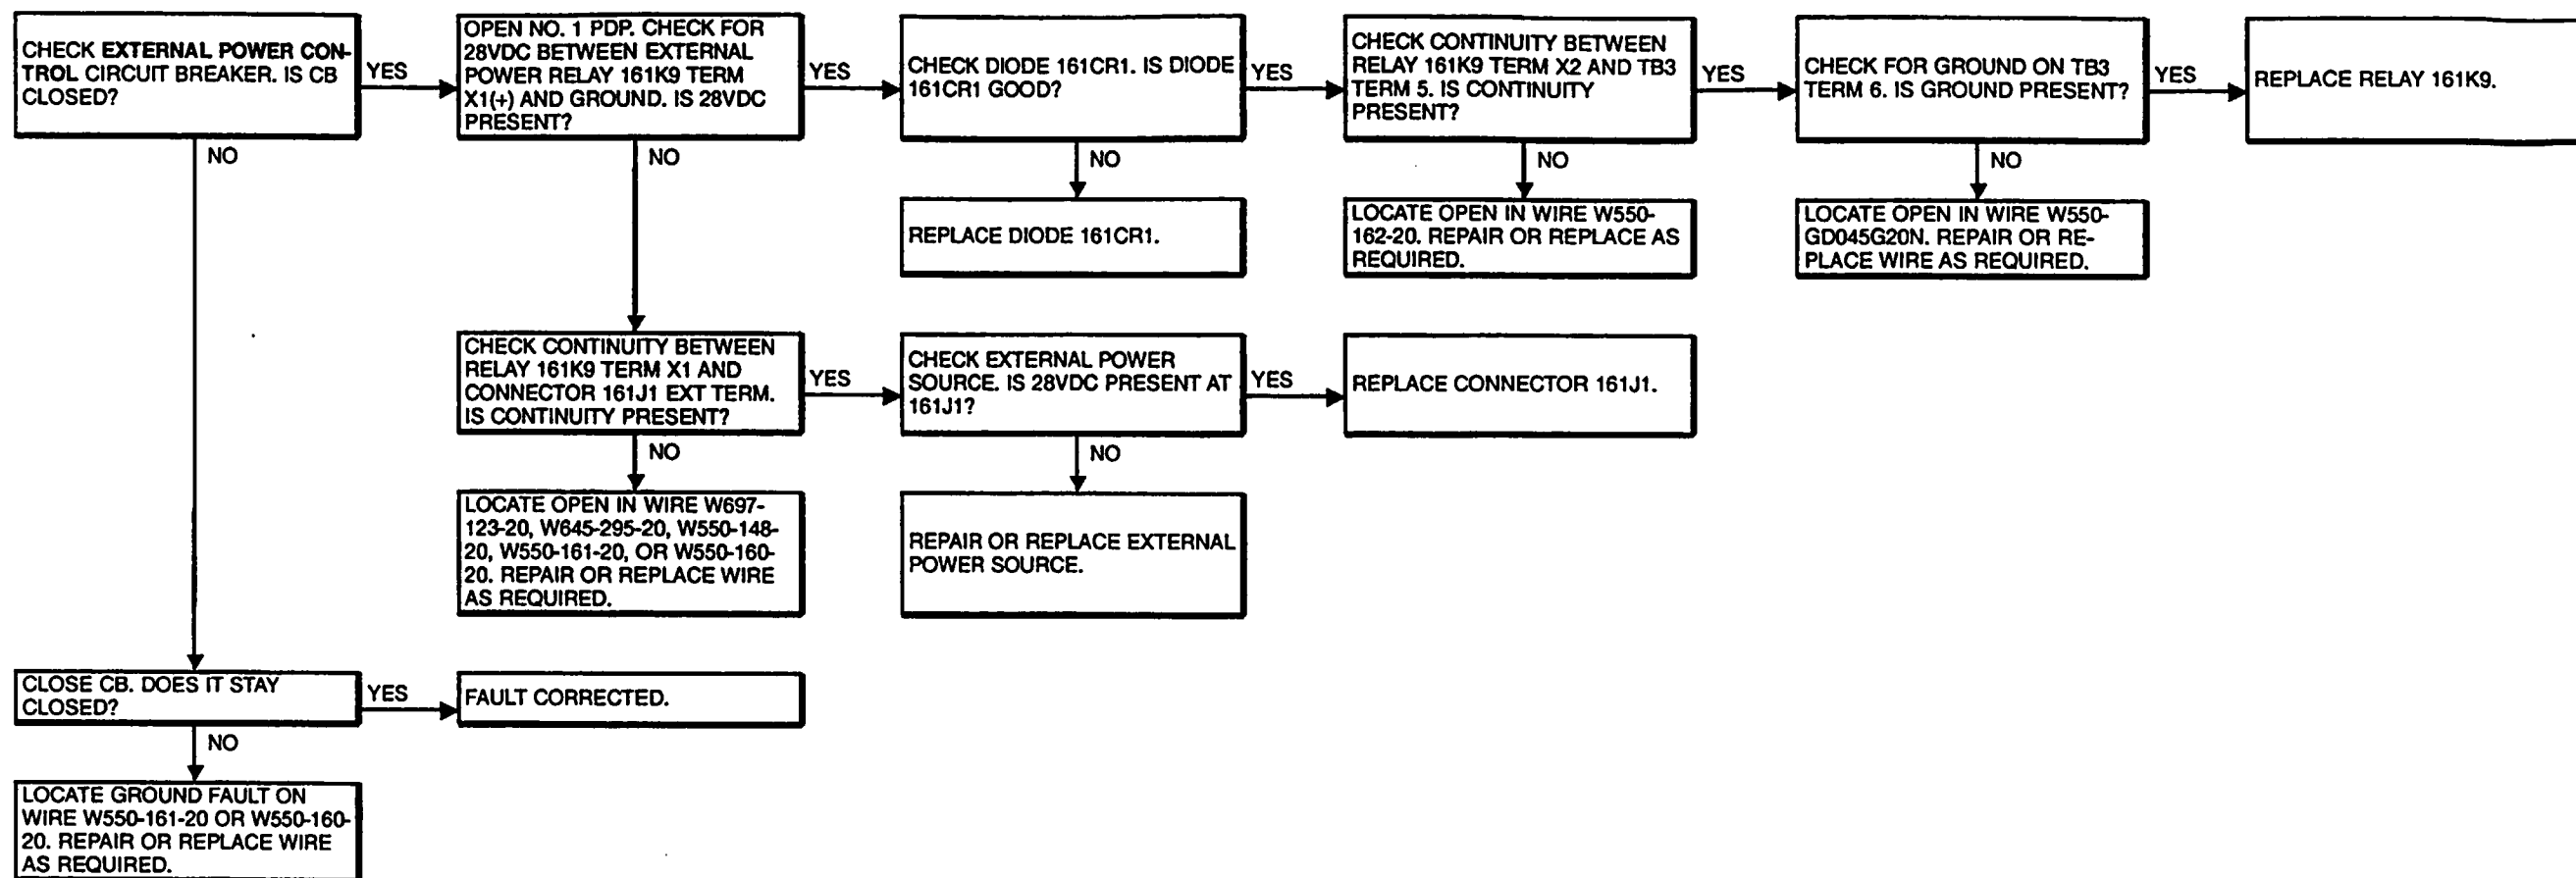 CHECK EXTERNAL POWER CON-
TROL CIRCUIT BREAKER. IS CB
CLOSED?
YES
NO
OPEN NO. 1 PDP. CHECK FOR
28VDC BETWEEN EXTERNAL
POWER RELAY 161K9 TERM
X1(+) AND GROUND. IS 28VDC
PRESENT?
YES
NO
CHECK DIODE 161CR1. IS DIODE
161CR1 GOOD?
YES
NO
CHECK CONTINUITY BETWEEN
RELAY 161K9 TERM X2 AND TB3
TERM 5. IS CONTINUITY
PRESENT?
YES
NO
CHECK FOR GROUND ON TB3
TERM 6. IS GROUND PRESENT?
YES
NO
REPLACE RELAY 161K9.
REPLACE DIODE 161CR1.
LOCATE OPEN IN WIRE W550-
162-20. REPAIR OR REPLACE AS
REQUIRED.
LOCATE OPEN IN WIRE W550-
GD045G20N. REPAIR OR RE-
PLACE WIRE AS REQUIRED.
CHECK CONTINUITY BETWEEN
RELAY 161K9 TERM X1 AND
CONNECTOR 161J1 EXT TERM.
IS CONTINUITY PRESENT?
YES
NO
CHECK EXTERNAL POWER
SOURCE. IS 28VDC PRESENT AT
161J1?
YES
NO
REPLACE CONNECTOR 161J1.
LOCATE OPEN IN WIRE W697-
123-20, W645-295-20, W550-148-
20, W550-161-20, OR W550-160-
20. REPAIR OR REPLACE WIRE
AS REQUIRED.
REPAIR OR REPLACE EXTERNAL
POWER SOURCE.
CLOSE CB. DOES IT STAY
CLOSED?
YES
NO
FAULT CORRECTED.
LOCATE GROUND FAULT ON
WIRE W550-161-20 OR W550-160-
20. REPAIR OR REPLACE WIRE
AS REQUIRED.